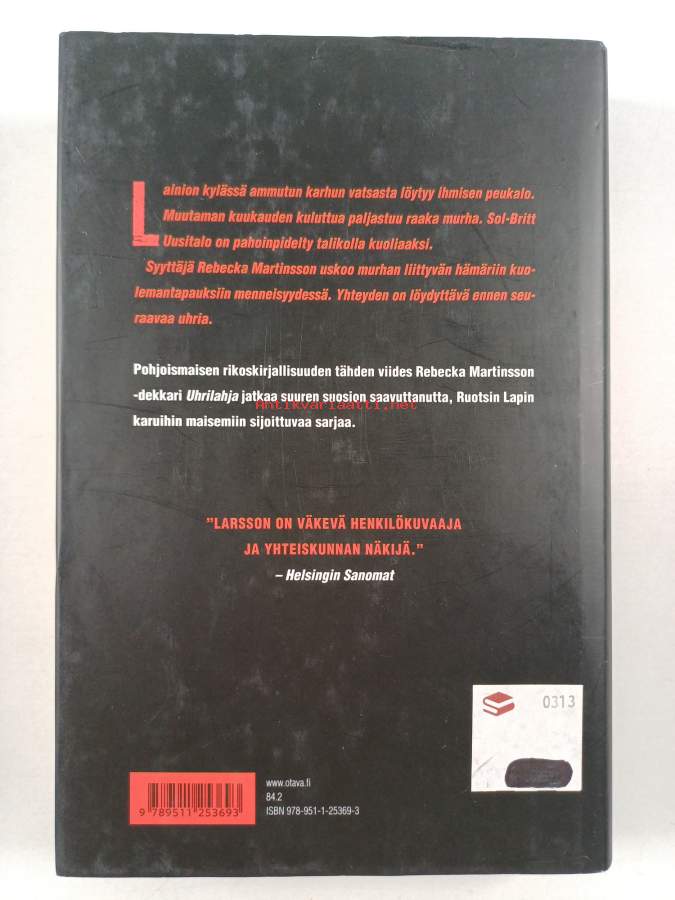 Lainion kylässä ammutun karhun vatsasta löytyy ihmisen peukalo.
Muutaman kuukauden kuluttua paljastuu raaka murha. Sol-Britt
Uusitalo on pahoinpidelty talikolla kuoliaaksi.
Syyttäjä Rebecka Martinsson uskoo murhan liittyvän hämäriin kuo-
lemantapauksiin menneisyydessä. Yhteyden on löydyttävä ennen seu-
raavaa uhria.
Pohjoismaisen rikoskirjallisuuden tähden viides Rebecka Martinsson
-dekkari Uhrilahja jatkaa suuren suosion saavuttanutta, Ruotsin Lapin
Antikvariaatti.net
karuihin maisemiin sijoittuvaa sarjaa.
"LARSSON ON VÄKEVÄ HENKILÖKUVAAJA
JA YHTEISKUNNAN NÄKIJÄ."
– Helsingin Sanomat
0313
www.otava.fi
84.2
ISBN 978-951-1-25369-3
9 789511 253693